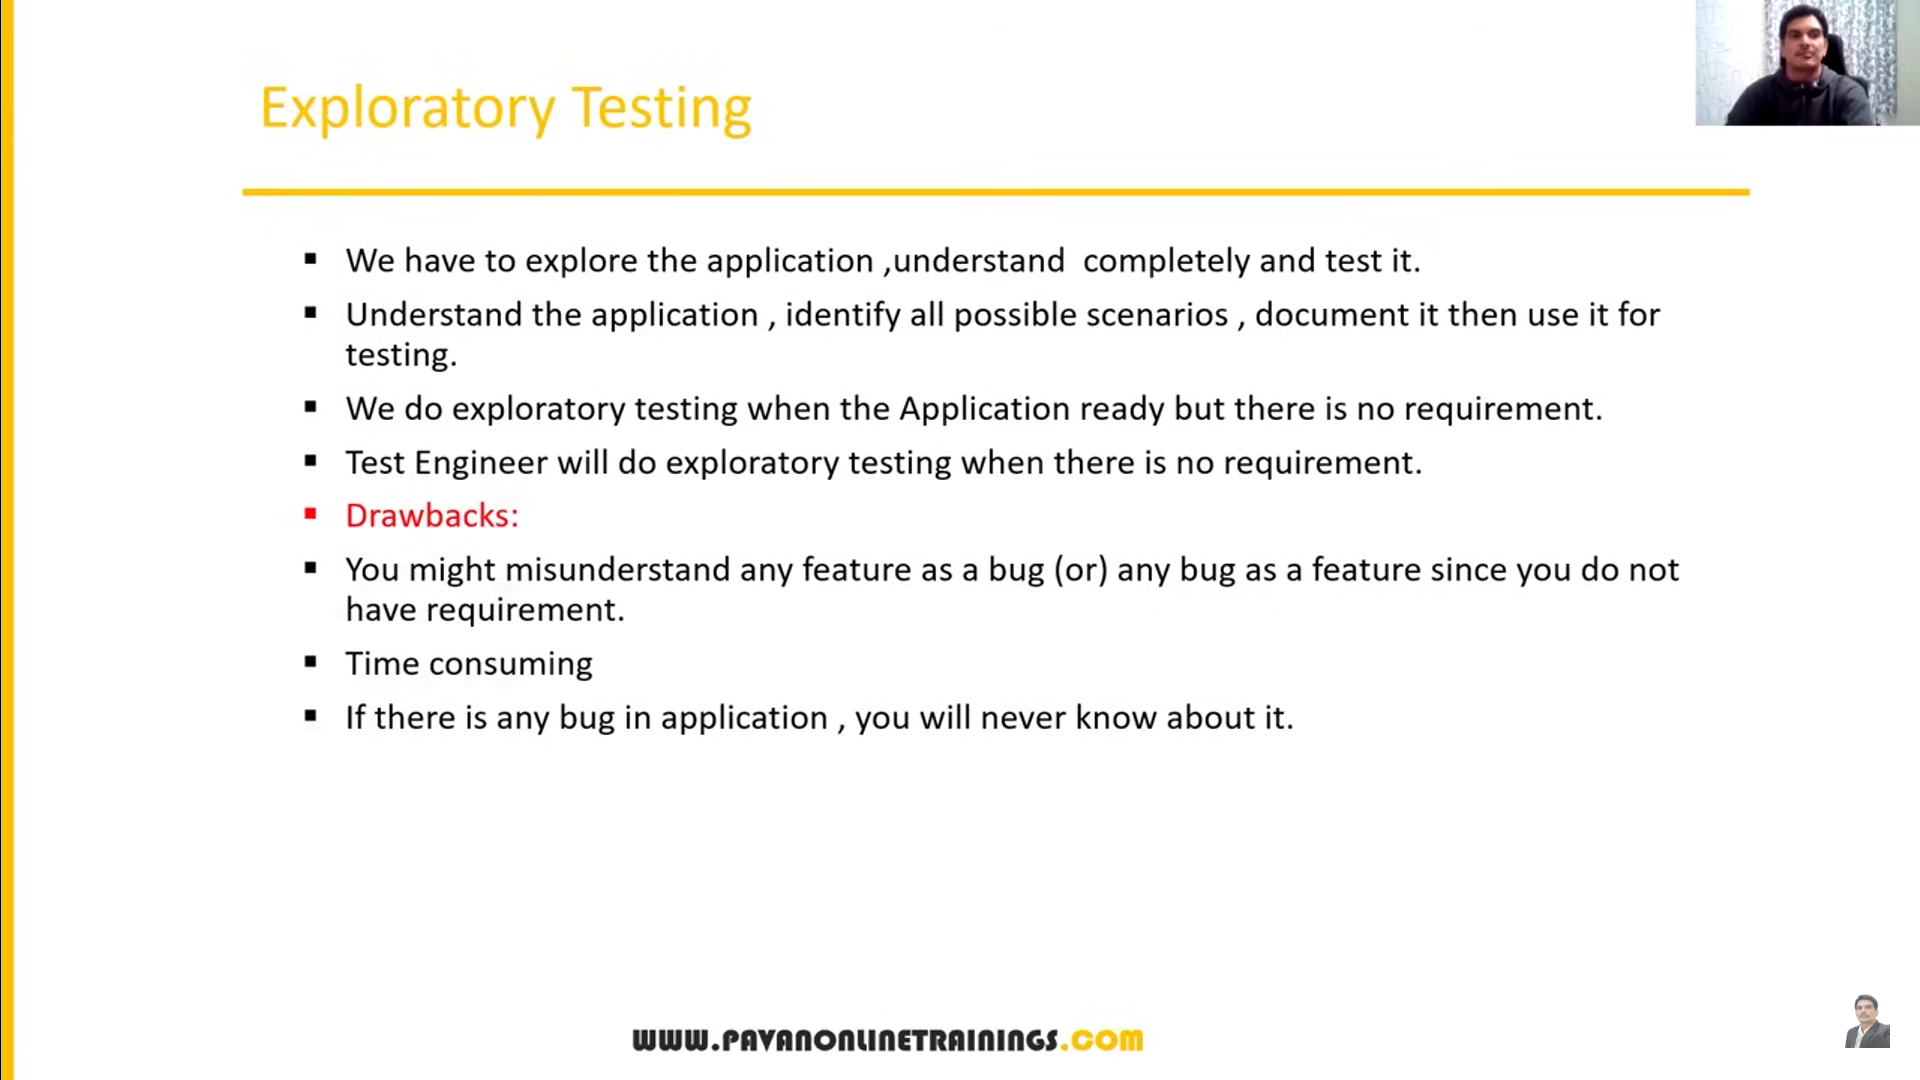 Exploratory Testing
▪ We have to explore the application ,understand  completely and test it.
▪ Understand the application , identify all possible scenarios , document it then use it for
testing.
▪ We do exploratory testing when the Application ready but there is no requirement.
▪ Test Engineer will do exploratory testing when there is no requirement.
▪ Drawbacks:
▪ You might misunderstand any feature as a bug (or) any bug as a feature since you do not
have requirement.
▪ Time consuming
▪ If there is any bug in application , you will never know about it.
WWW.PAVANONLINETRAININGS.COM